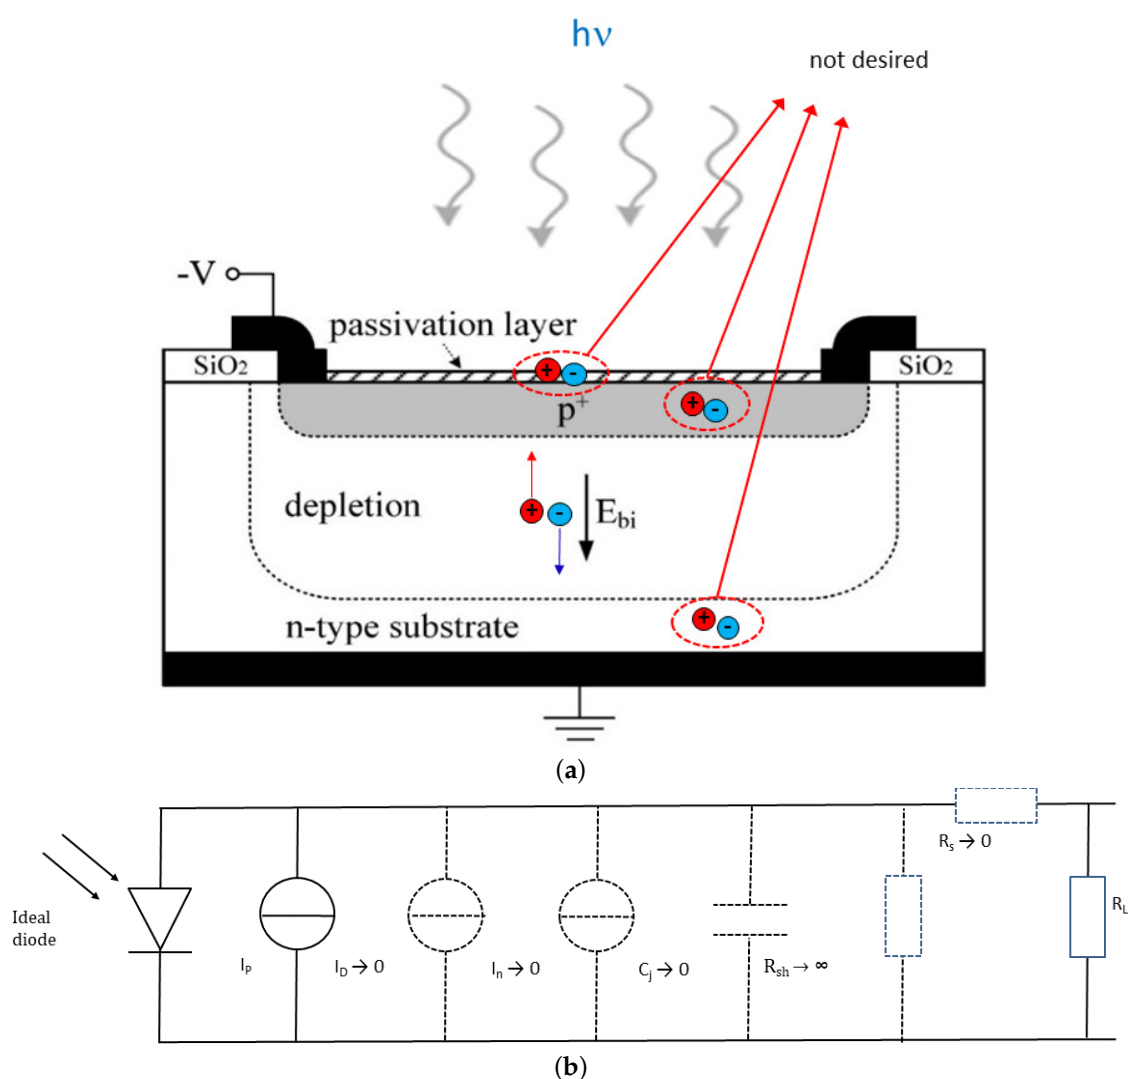 hν
not desired
-V
passivation layer
SiO2
SiO2
+ -
p+
+ -
depletion
+ -
Ebi
n-type substrate
+ -
(a)
Rs → 0
Ideal
diode
RL
IP
ID → 0
In → 0
Cj → 0
Rsh → ∞
(b)